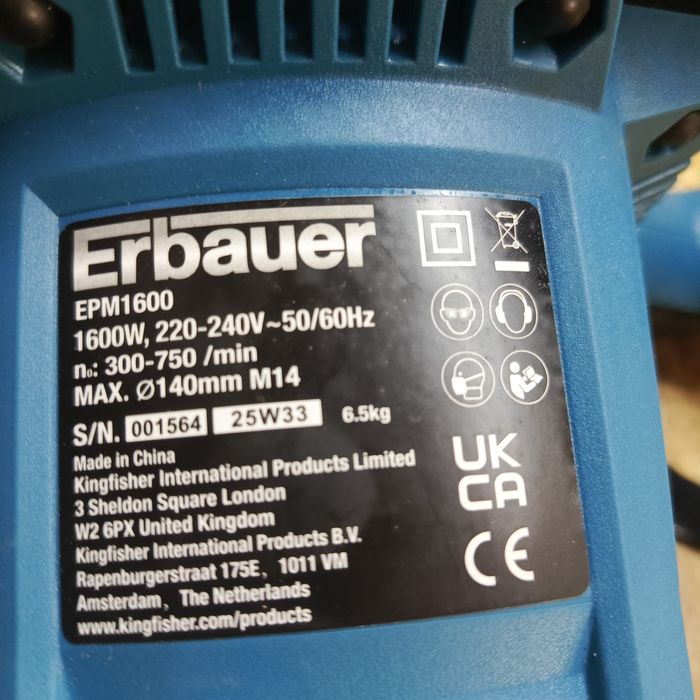 Erbauer
EPM1600
1600W, 220-240V~50/60Hz
n₀: 300-750 /min
MAX. Ø140mm M14
S/N. 001564 25W33 6.5kg
Made in China
Kingfisher International Products Limited
3 Sheldon Square London
W2 6PX United Kingdom
Kingfisher International Products B.V.
Rapenburgerstraat 175E, 1011 VM
Amsterdam, The Netherlands
www.kingfisher.com/products
UK
CA
CE